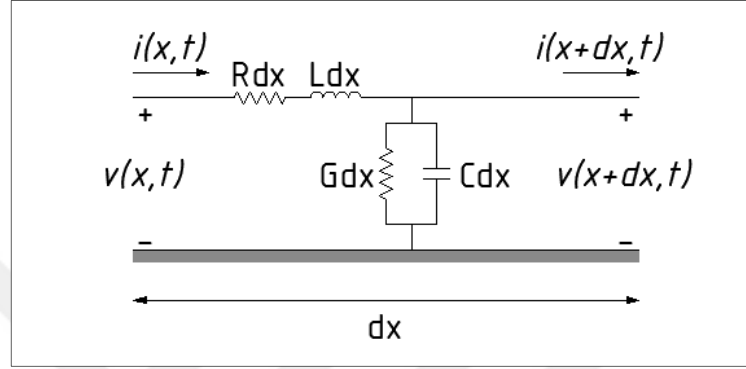 i(x,t)
i(x+dx,t)
Rdx
Ldx
+
+
v(x,t)
Gdx
Cdx
v(x+dx,t)
−
−
dx